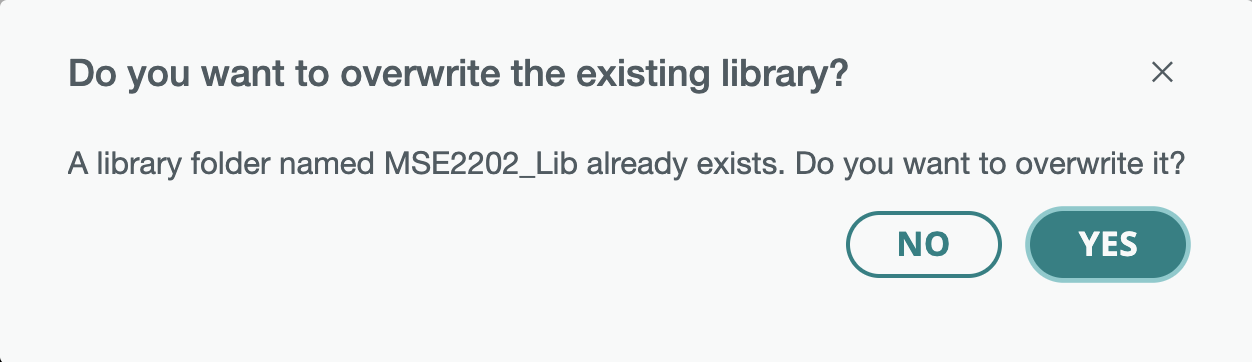 Do you want to overwrite the existing library?
A library folder named MSE2202_Lib already exists. Do you want to overwrite it?
NO
YES